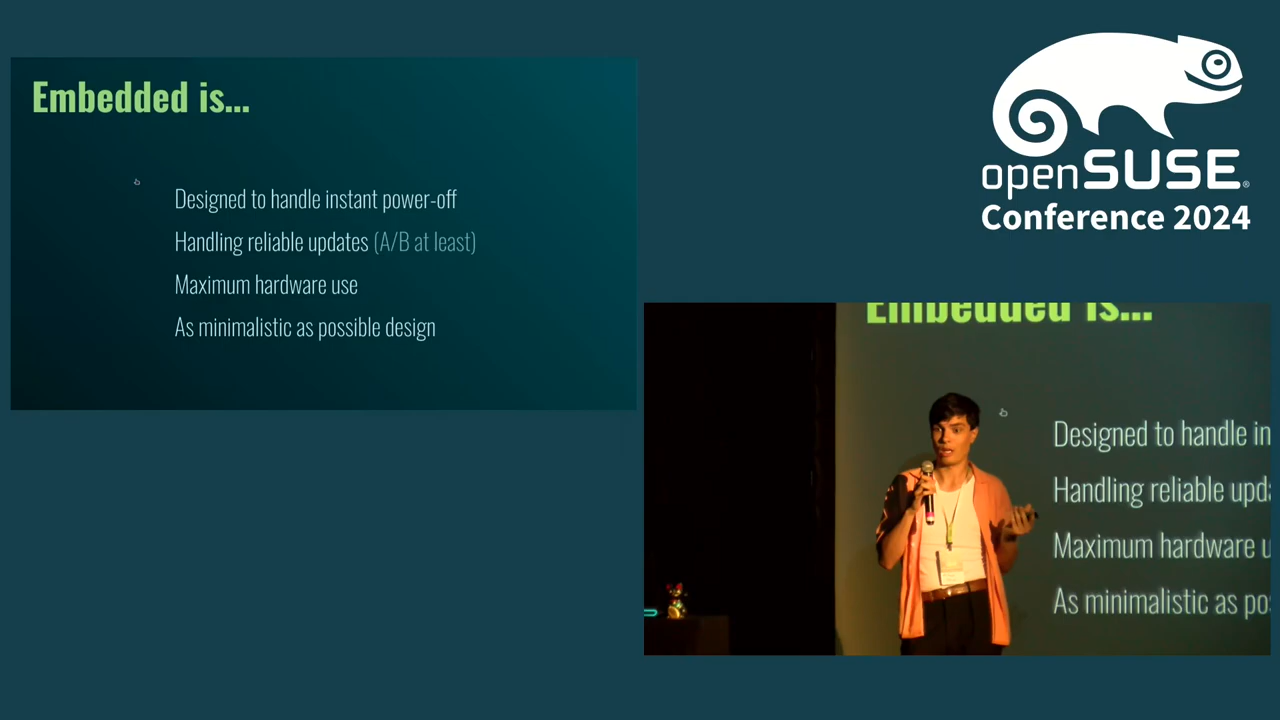 Embedded is...
Designed to handle instant power-off
Handling reliable updates (A/B at least)
Maximum hardware use
As minimalistic as possible design
openSUSE®
Conference 2024
Embedded is...
Designed to handle in
Handling reliable upda
Maximum hardware u
As minimalistic as po